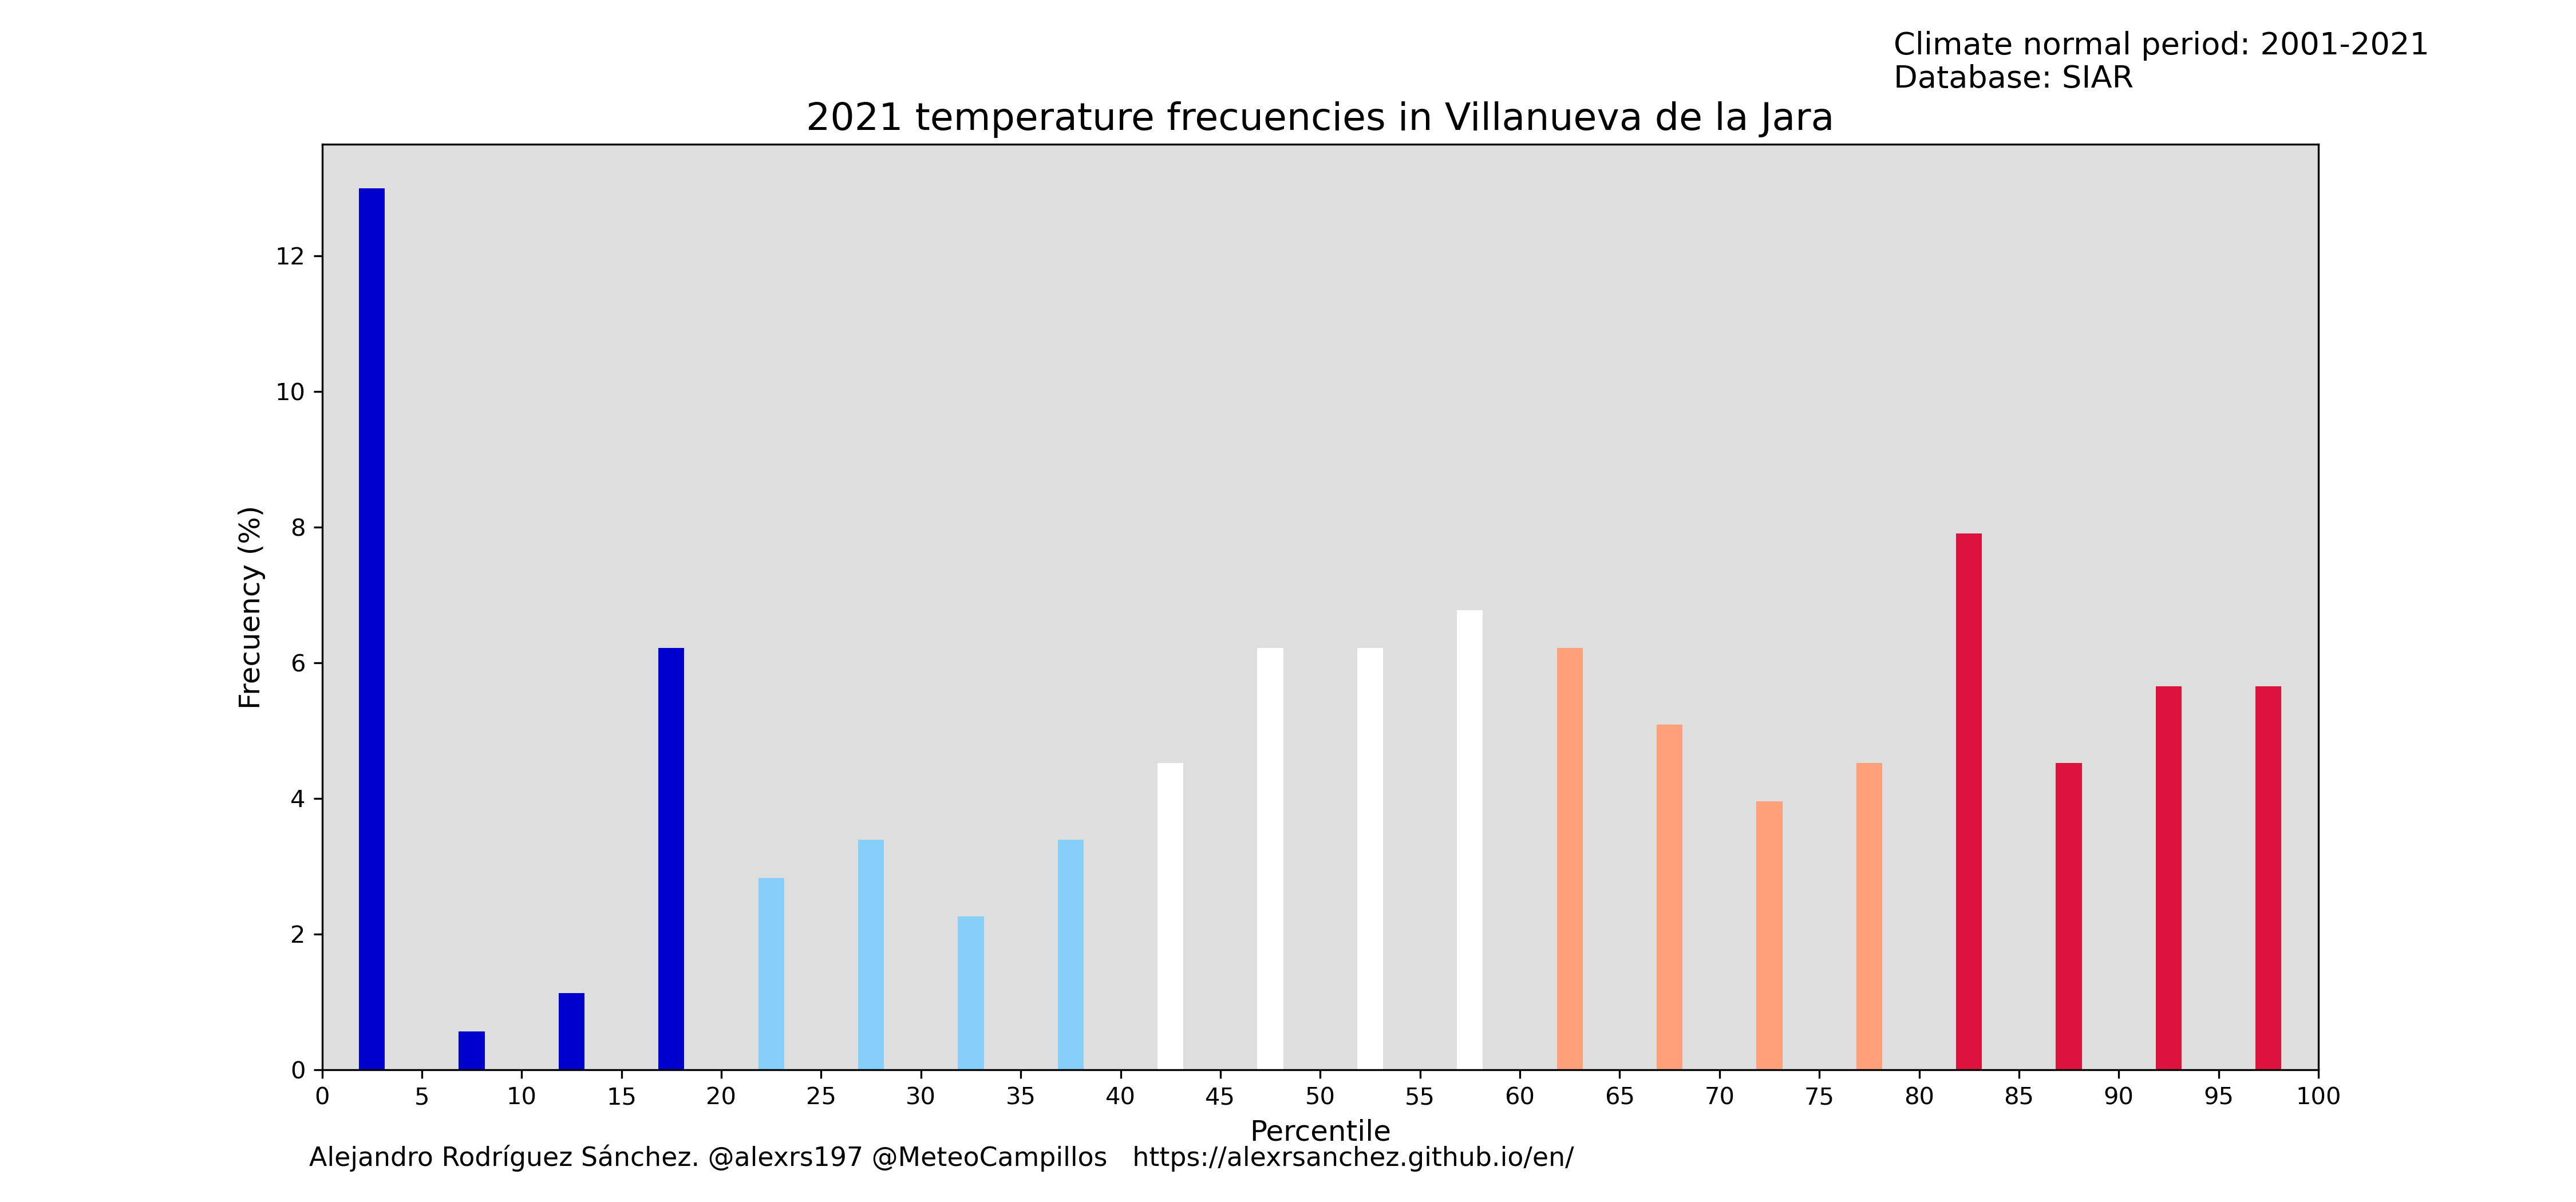 Climate normal period: 2001-2021
Database: SIAR
2021 temperature frecuencies in Villanueva de la Jara
12
10
8
6
4
2
0
Frecuency (%)
0 5 10 15 20 25 30 35 40 45 50 55 60 65 70 75 80 85 90 95 100
Percentile
Alejandro Rodríguez Sánchez. @alexrs197 @MeteoCampillos https://alexrsanchez.github.io/en/